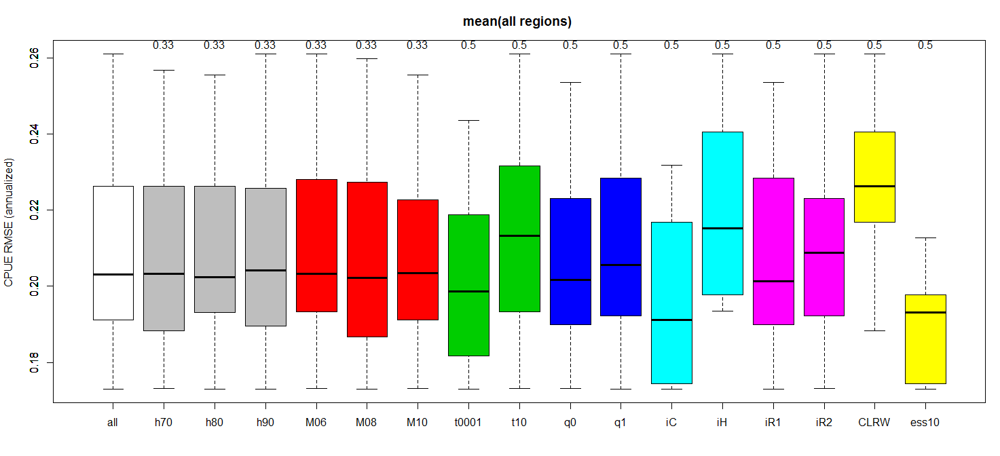 mean(all regions)
0.33 0.33 0.33 0.33 0.33 0.33 0.5 0.5 0.5 0.5 0.5 0.5 0.5 0.5 0.5 0.5
0.26
0.24
0.22
0.20
0.18
CPUE RMSE (annualized)
all h70 h80 h90 M06 M08 M10 t0001 t10 q0 q1 iC iH iR1 iR2 CLRW ess10